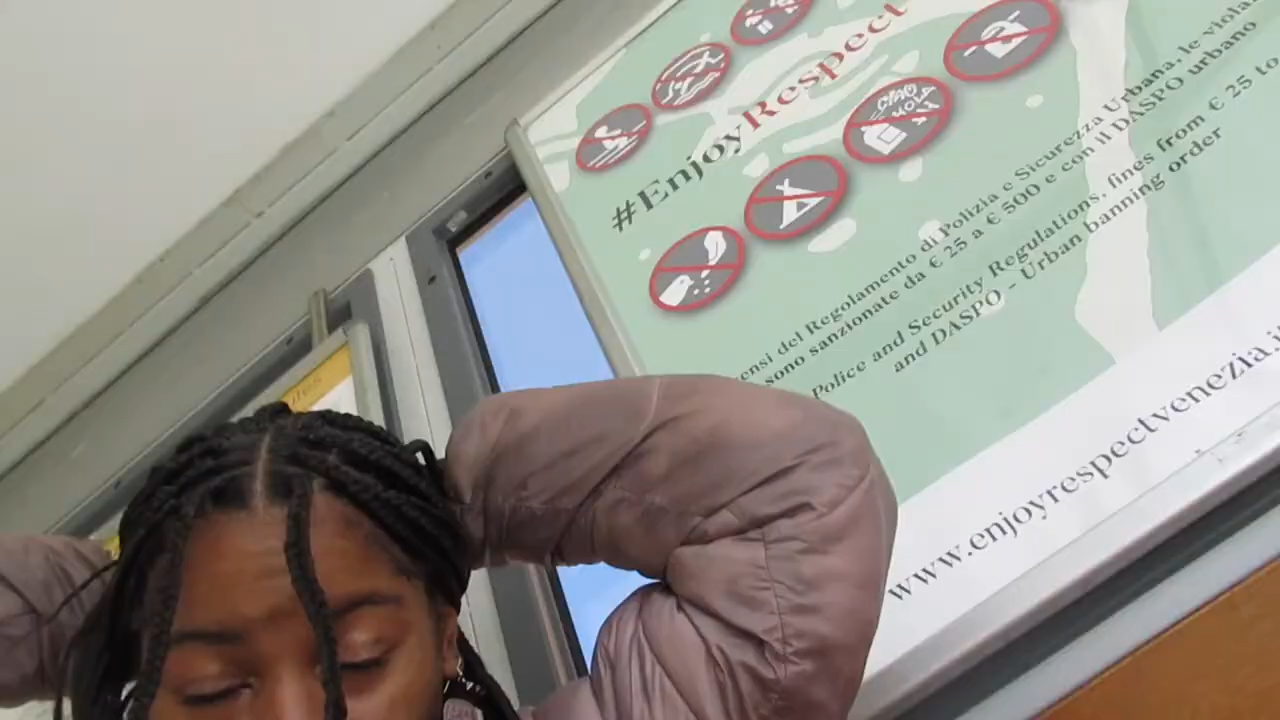 #EnjoyRespect
CIAO
ensi del Regolamento di Polizia e Sicurezza Urbana, le viola
sono sanzionate da € 25 a € 500 e con il DASPO urbano
Police and Security Regulations, fines from € 25 to
and DASPO - Urban banning order
www.enjoyrespectvenezia.i